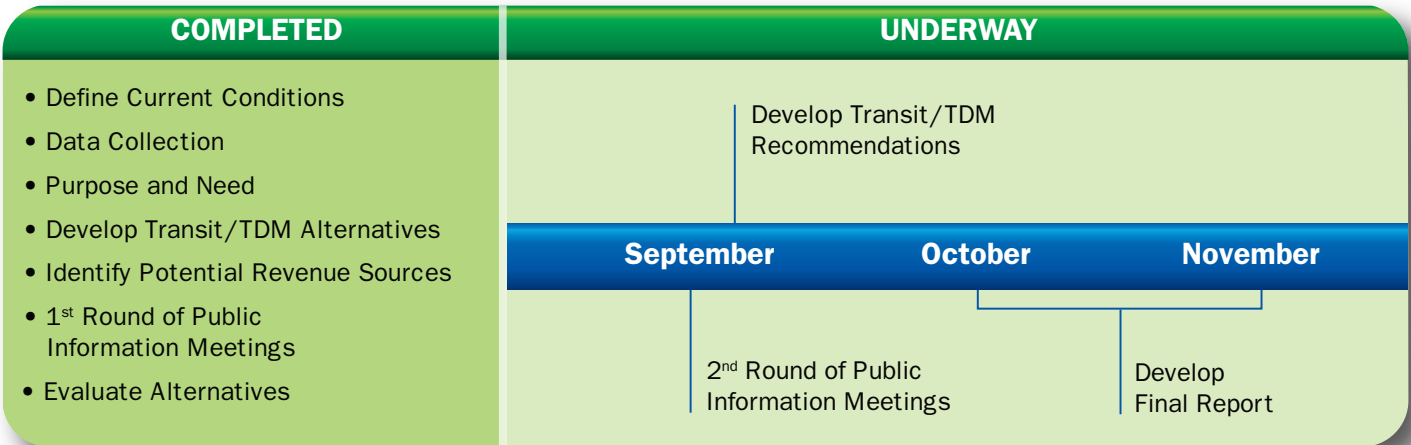 COMPLETED
• Define Current Conditions
• Data Collection
• Purpose and Need
• Develop Transit/TDM Alternatives
• Identify Potential Revenue Sources
• 1st Round of Public
Information Meetings
• Evaluate Alternatives
UNDERWAY
Develop Transit/TDM
Recommendations
September October November
2nd Round of Public
Information Meetings
Develop
Final Report